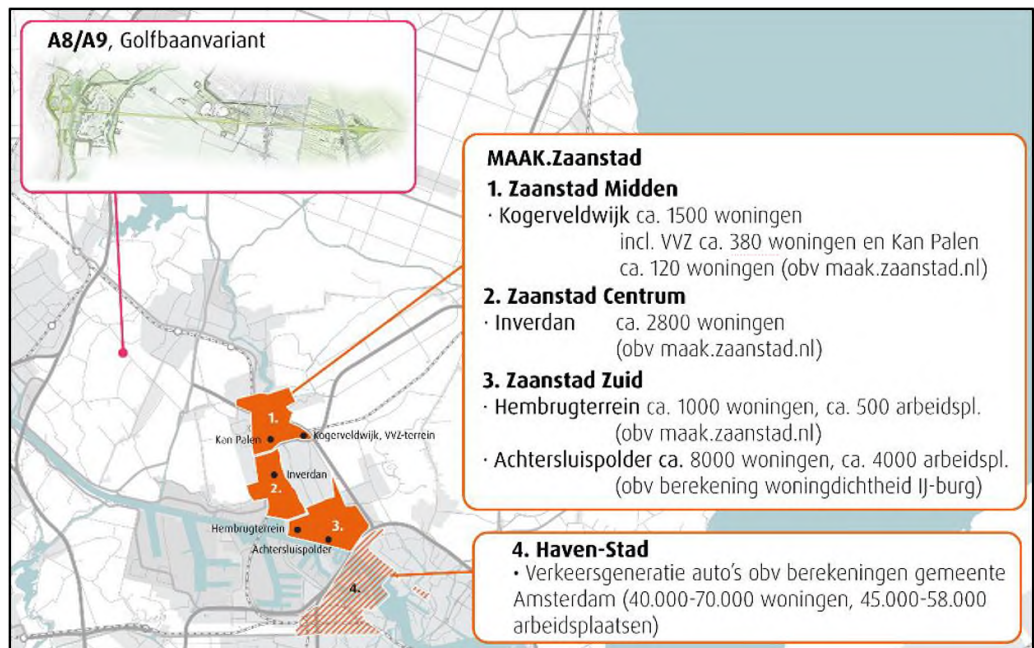 A8/A9, Golfbaanvariant
MAAK.Zaanstad
1. Zaanstad Midden
· Kogerveldwijk ca. 1500 woningen
incl. VVZ ca. 380 woningen en Kan Palen
ca. 120 woningen (obv maak.zaanstad.nl)
2. Zaanstad Centrum
· Inverdan ca. 2800 woningen
(obv maak.zaanstad.nl)
3. Zaanstad Zuid
· Hembrugterrein ca. 1000 woningen, ca. 500 arbeidspl.
(obv maak.zaanstad.nl)
· Achtersluispolder ca. 8000 woningen, ca. 4000 arbeidspl.
(obv berekening woningdichtheid IJ-burg)
1.
Kan Palen
Kogerveldwijk, VVZ-terrein
Inverdan
2.
Hembrugterrein
3.
Achtersluispolder
4.
4. Haven-Stad
• Verkeersgeneratie auto's obv berekeningen gemeente
Amsterdam (40.000-70.000 woningen, 45.000-58.000
arbeidsplaatsen)